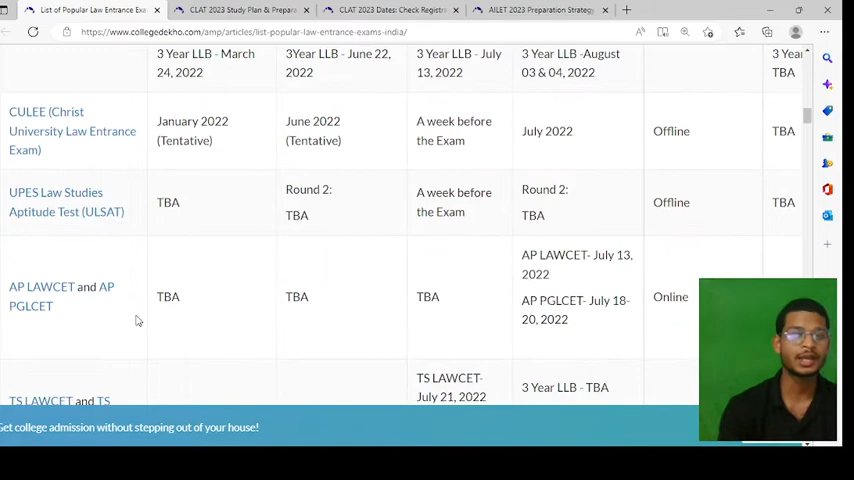 List of Popular Law Entrance Exa
CLAT 2023 Study Plan & Prepara
CLAT 2023 Dates: Check Registra
AILET 2023 Preparation Strategy
https://www.collegedekho.com/amp/articles/list-popular-law-entrance-exams-india/
3 Year LLB - March
24, 2022
3 Year LLB - June 22,
2022
3 Year LLB - July
13, 2022
3 Year LLB -August
03 & 04, 2022
3 Year
TBA
CULEE (Christ
University Law Entrance
Exam)
January 2022
(Tentative)
June 2022
(Tentative)
A week before
the Exam
July 2022
Offline
TBA
UPES Law Studies
Aptitude Test (ULSAT)
TBA
Round 2:
TBA
A week before
the Exam
Round 2:
TBA
Offline
TBA
AP LAWCET and AP
PGLCET
TBA
TBA
TBA
AP LAWCET- July 13,
2022
AP PGLCET- July 18-
20, 2022
Online
TS LAWCET and TS
TS LAWCET-
July 21, 2022
3 Year LLB - TBA
Get college admission without stepping out of your house!